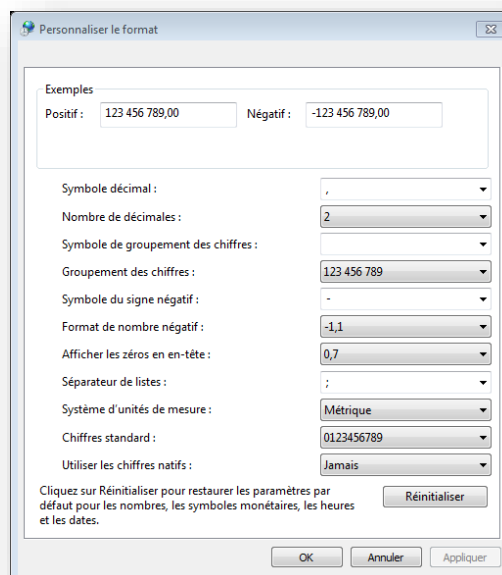 Personnaliser le format
Exemples
Positif : 123 456 789,00 Négatif : -123 456 789,00
Symbole décimal : ,
Nombre de décimales : 2
Symbole de groupement des chiffres :
Groupement des chiffres : 123 456 789
Symbole du signe négatif : -
Format de nombre négatif : -1,1
Afficher les zéros en en-tête : 0,7
Séparateur de listes : ;
Système d'unités de mesure : Métrique
Chiffres standard : 0123456789
Utiliser les chiffres natifs : Jamais
Cliquez sur Réinitialiser pour restaurer les paramètres par
défaut pour les nombres, les symboles monétaires, les heures
et les dates.
Réinitialiser
OK Annuler Appliquer